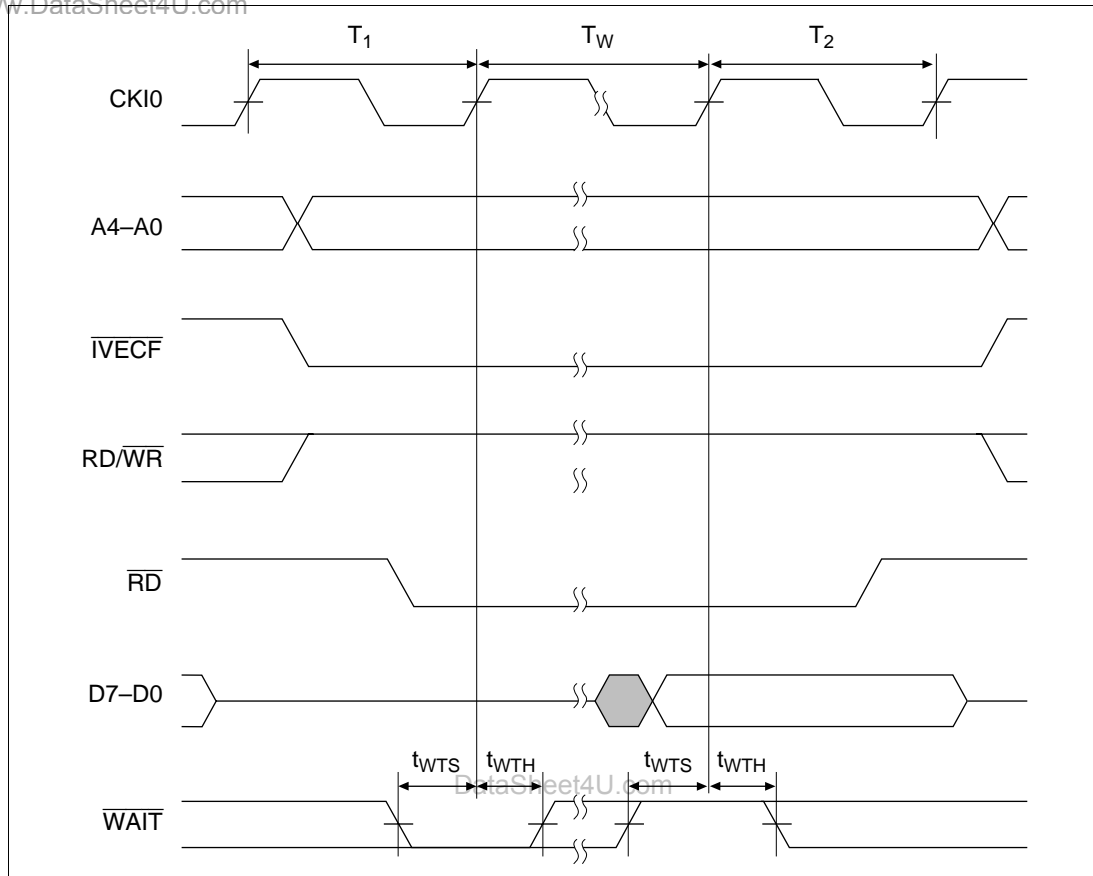 w.DataSheet4U.com
T1 TW T2
CKI0
A4–A0
IVECF
RD/WR
RD
D7–D0
tWTS tWTH tWTS tWTH
DataSheet4U.com
WAIT